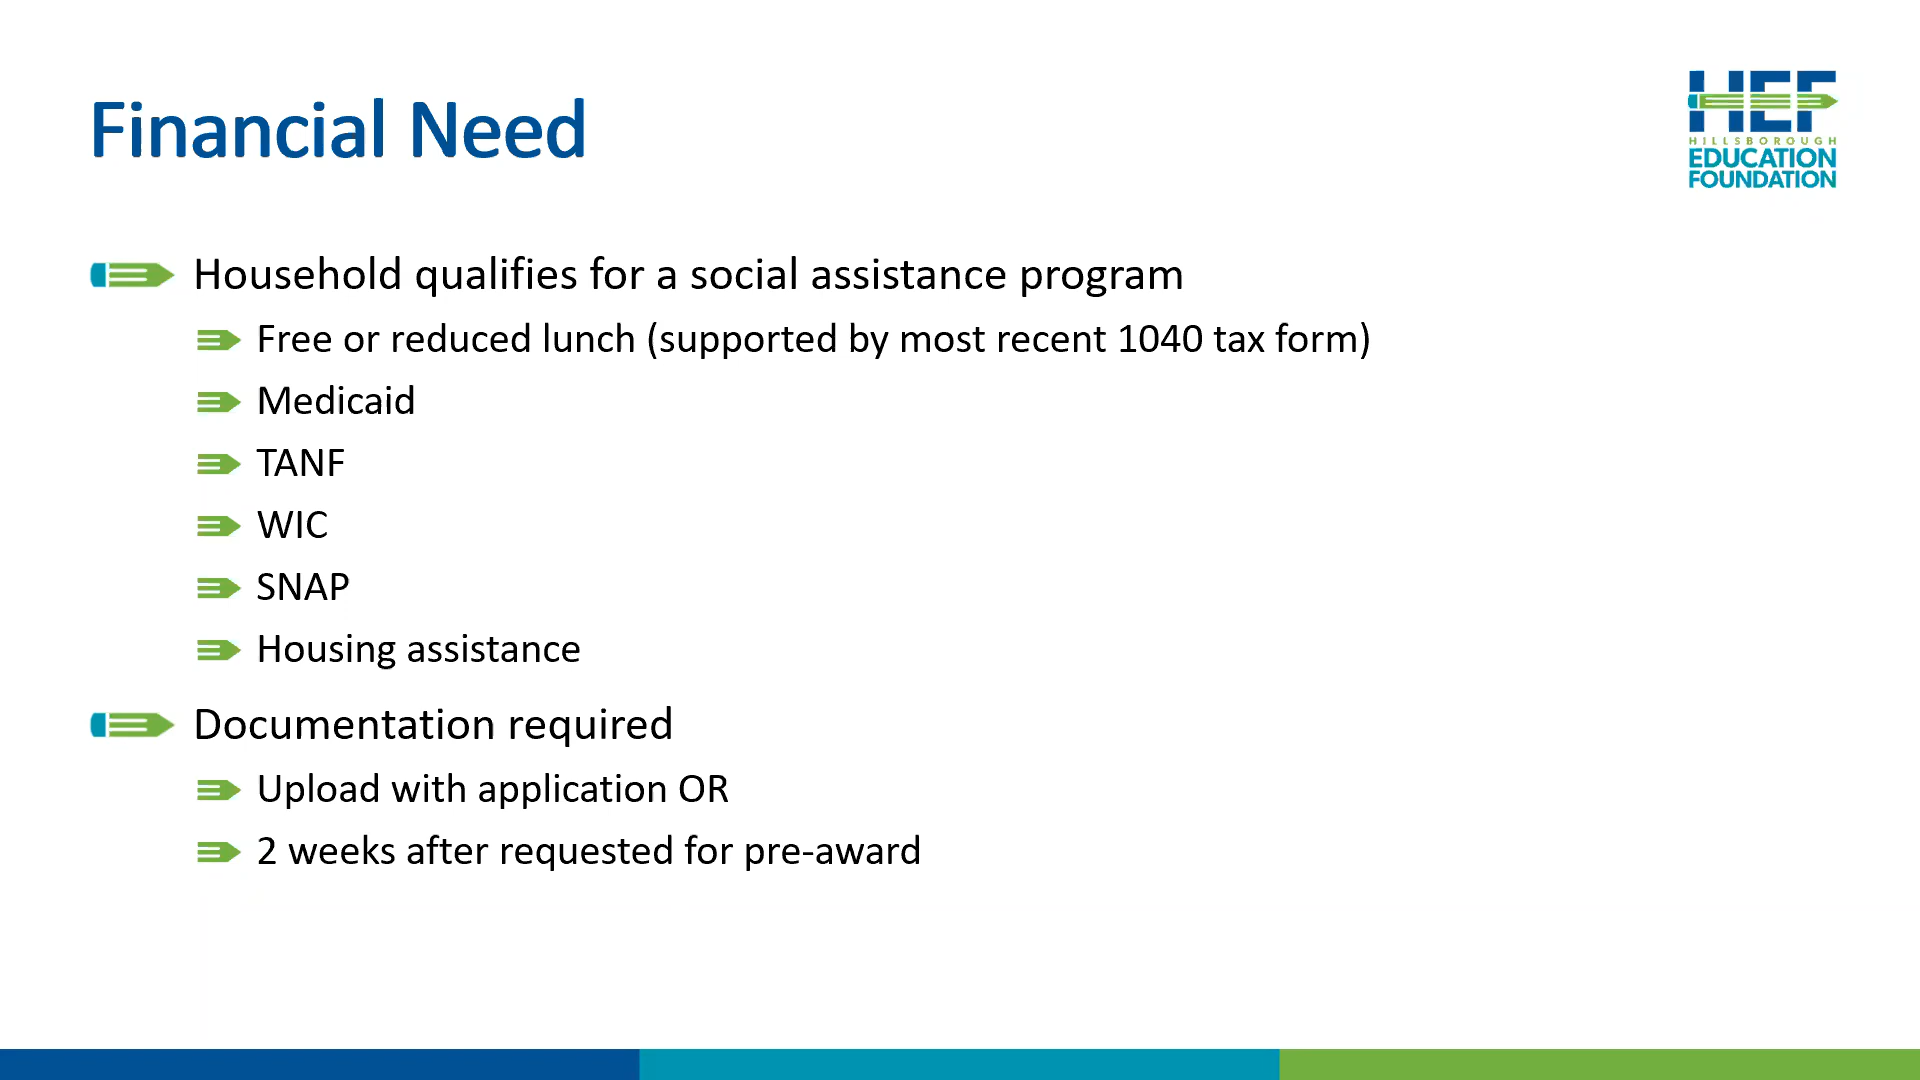 Financial Need
HEF
HILLSBOROUGH
EDUCATION
FOUNDATION
Household qualifies for a social assistance program
Free or reduced lunch (supported by most recent 1040 tax form)
Medicaid
TANF
WIC
SNAP
Housing assistance
Documentation required
Upload with application OR
2 weeks after requested for pre-award